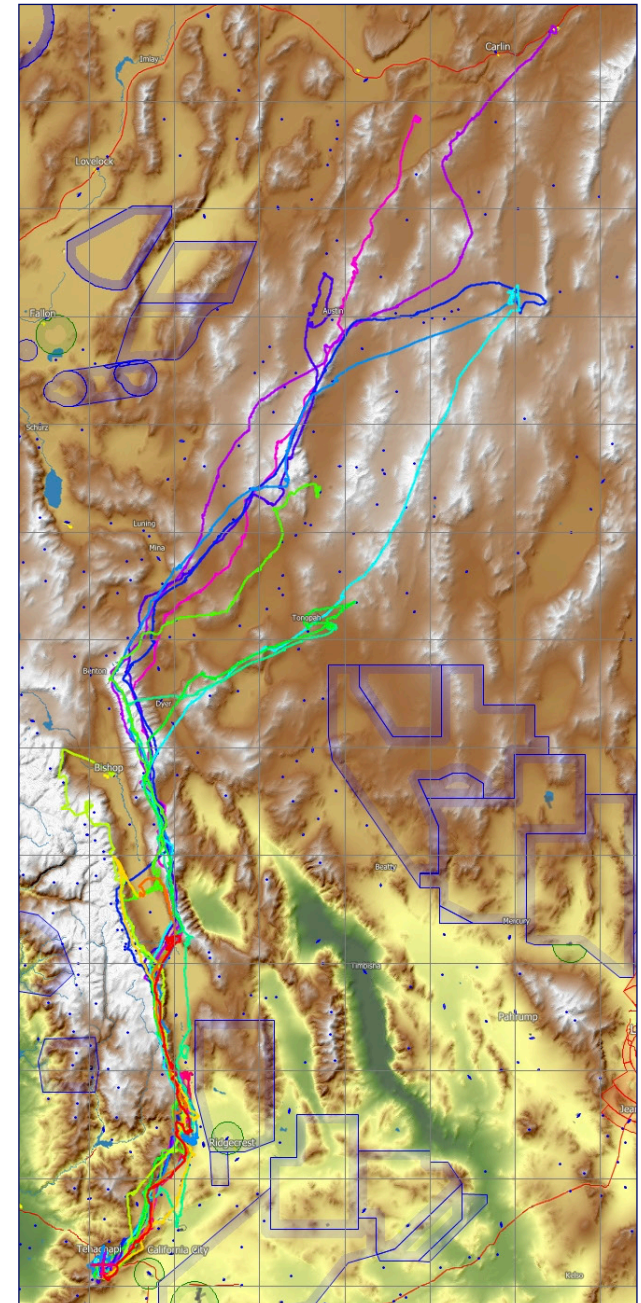 Carlin
Imlay
Lovelock
Austin
Fallon
Schurz
Luning
Mina
Tonopah
Benton
Dyer
Bishop
Beatty
Mercury
Timbisha
Pahrump
Jean
Ridgecrest
Tehachapi
California City
Kelso